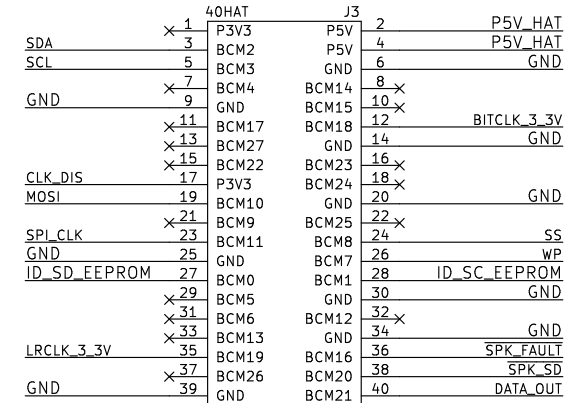 40HAT J3
1 P3V3 P5V 2 P5V_HAT
SDA 3 BCM2 P5V 4 P5V_HAT
SCL 5 BCM3 GND 6 GND
7 BCM4 BCM14 8
GND 9 GND BCM15 10
11 BCM17 BCM18 12 BITCLK_3_3V
13 BCM27 GND 14 GND
15 BCM22 BCM23 16
CLK_DIS 17 P3V3 BCM24 18
MOSI 19 BCM10 GND 20 GND
21 BCM9 BCM25 22
SPI_CLK 23 BCM11 BCM8 24 SS
GND 25 GND BCM7 26 WP
ID_SD_EEPROM 27 BCM0 BCM1 28 ID_SC_EEPROM
29 BCM5 GND 30 GND
31 BCM6 BCM12 32
33 BCM13 GND 34 GND
LRCLK_3_3V 35 BCM19 BCM16 36 SPK_FAULT
37 BCM26 BCM20 38 SPK_SD
GND 39 GND BCM21 40 DATA_OUT